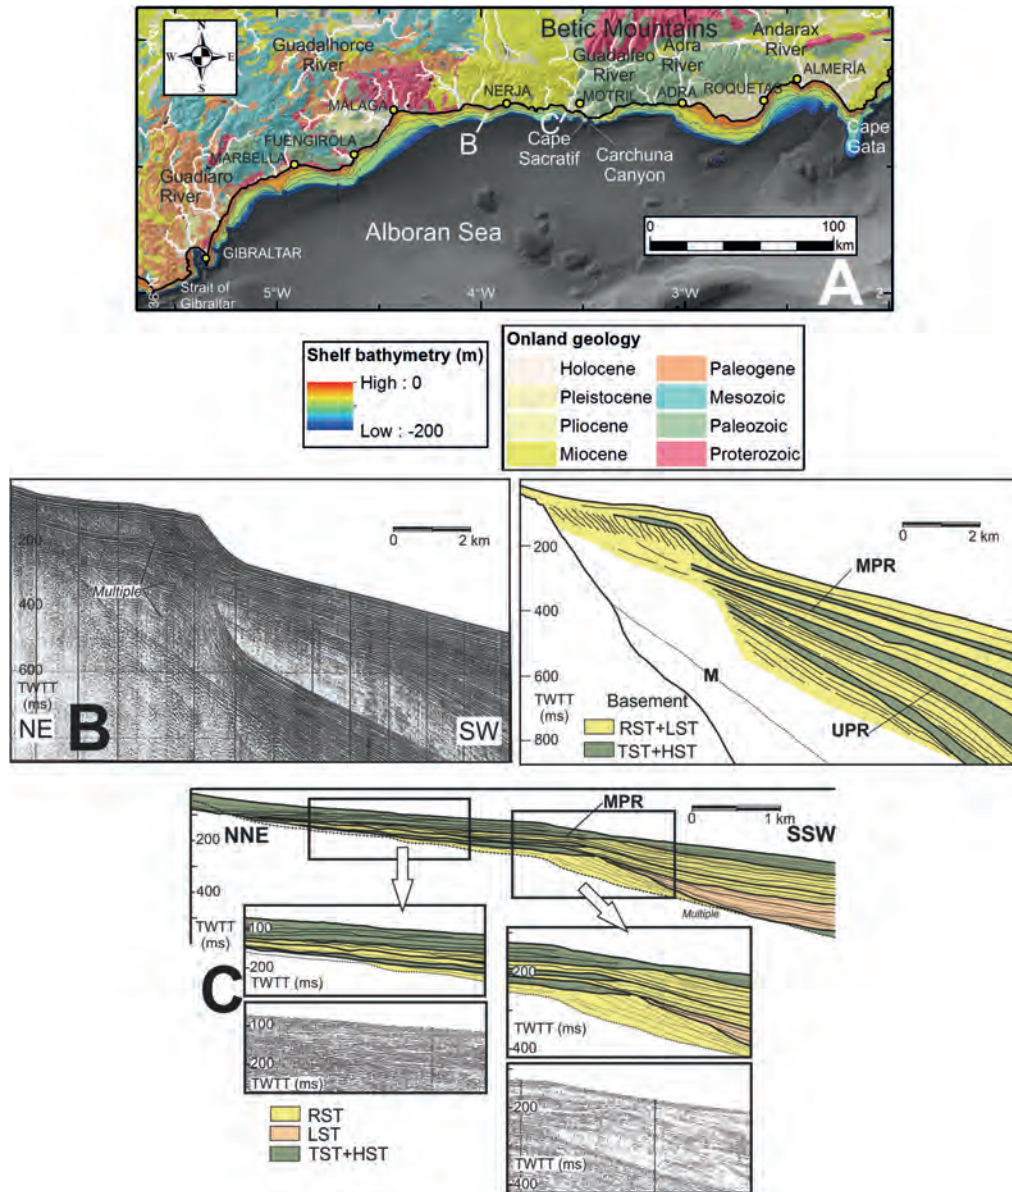 N
W E
S
Betic Mountains
Andarax
River
Guadalhorce
River
Guadalfeo
River
Adra
River
ALMERÍA
NERJA
MOTRIL
ADRA
ROQUETAS
MÁLAGA
B
C
Cape
Sacratif
Carchuna
Canyon
Cape
Gata
FUENGIROLA
MARBELLA
Guadiaro
River
0 100
km
Alboran Sea
A
GIBRALTAR
Strait of
Gibraltar
36°N
5°W
4°W
3°W
2°
Shelf bathymetry (m)
High : 0
Low : -200
Onland geology
Holocene
Pleistocene
Pliocene
Miocene
Paleogene
Mesozoic
Paleozoic
Proterozoic
0 2 km
200
Multiple
400
600
TWTT
(ms)
NE
B
SW
0 2 km
200
MPR
400
600
M
TWTT
(ms)
800
Basement
RST+LST
TST+HST
UPR
MPR
0 1 km
NNE
SSW
-200
-400
TWTT
(ms)
Multiple
C
-100
-200
TWTT (ms)
-200
TWTT (ms)
-400
-100
-200
TWTT (ms)
-200
TWTT (ms)
-400
RST
LST
TST+HST